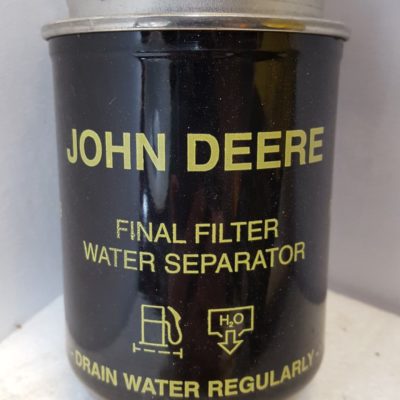 JOHN DEERE
FINAL FILTER
WATER SEPARATOR
H₂O
- DRAIN WATER REGULARLY -